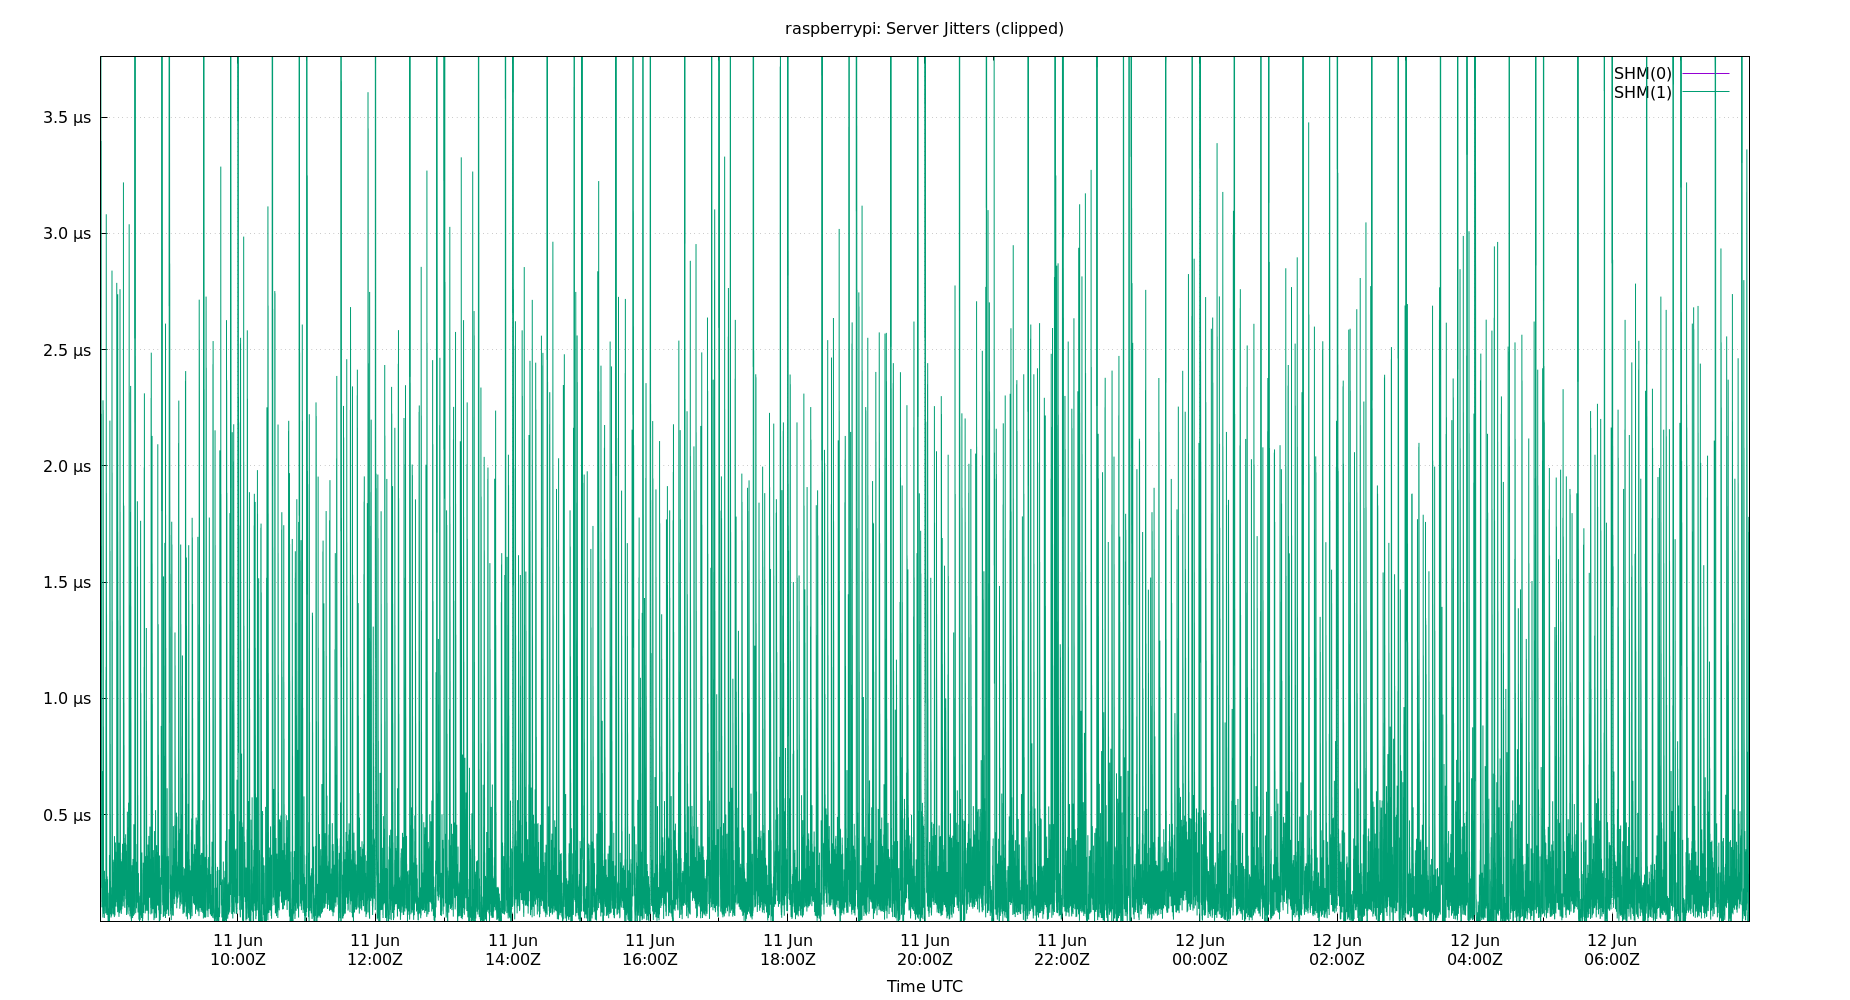 raspberrypi: Server Jitters (clipped)
SHM(0)
SHM(1)
3.5 µs
3.0 µs
2.5 µs
2.0 µs
1.5 µs
1.0 µs
0.5 µs
11 Jun 11 Jun 11 Jun 11 Jun 11 Jun 11 Jun 11 Jun 12 Jun 12 Jun 12 Jun 12 Jun
10:00Z 12:00Z 14:00Z 16:00Z 18:00Z 20:00Z 22:00Z 00:00Z 02:00Z 04:00Z 06:00Z
Time UTC